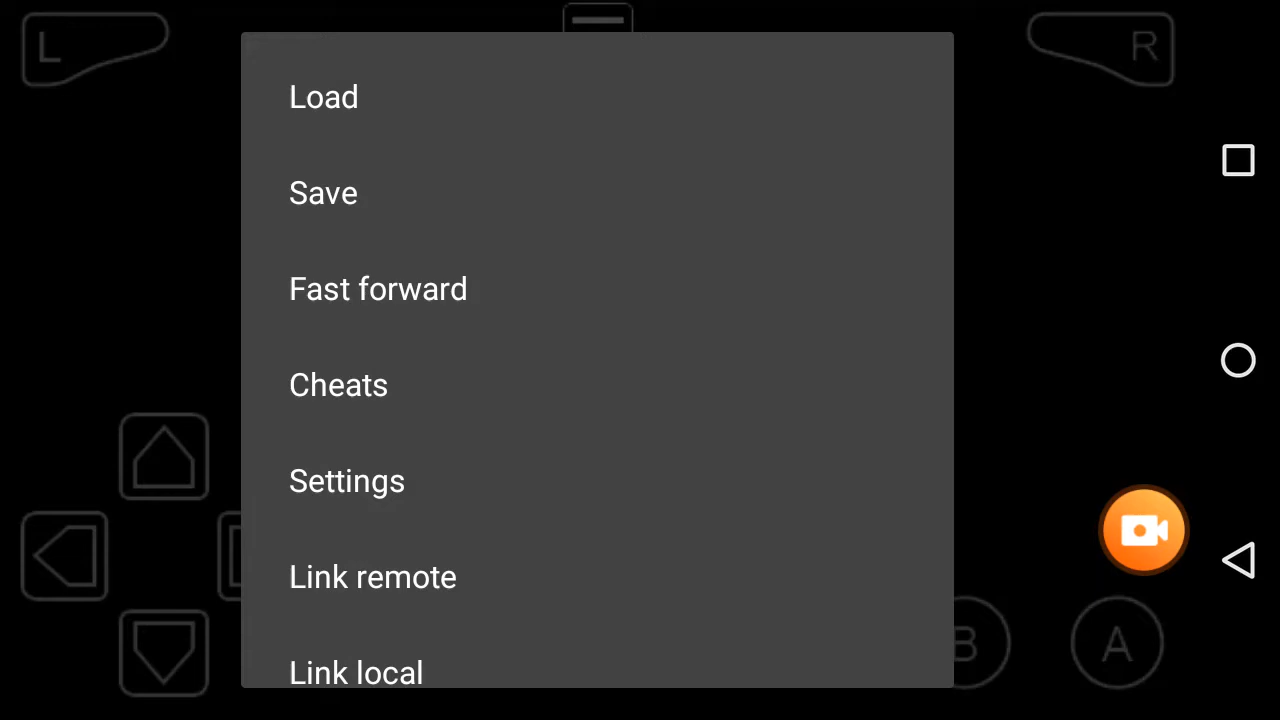 L
R
Load
Save
Fast forward
Cheats
Settings
Link remote
Link local
B
A